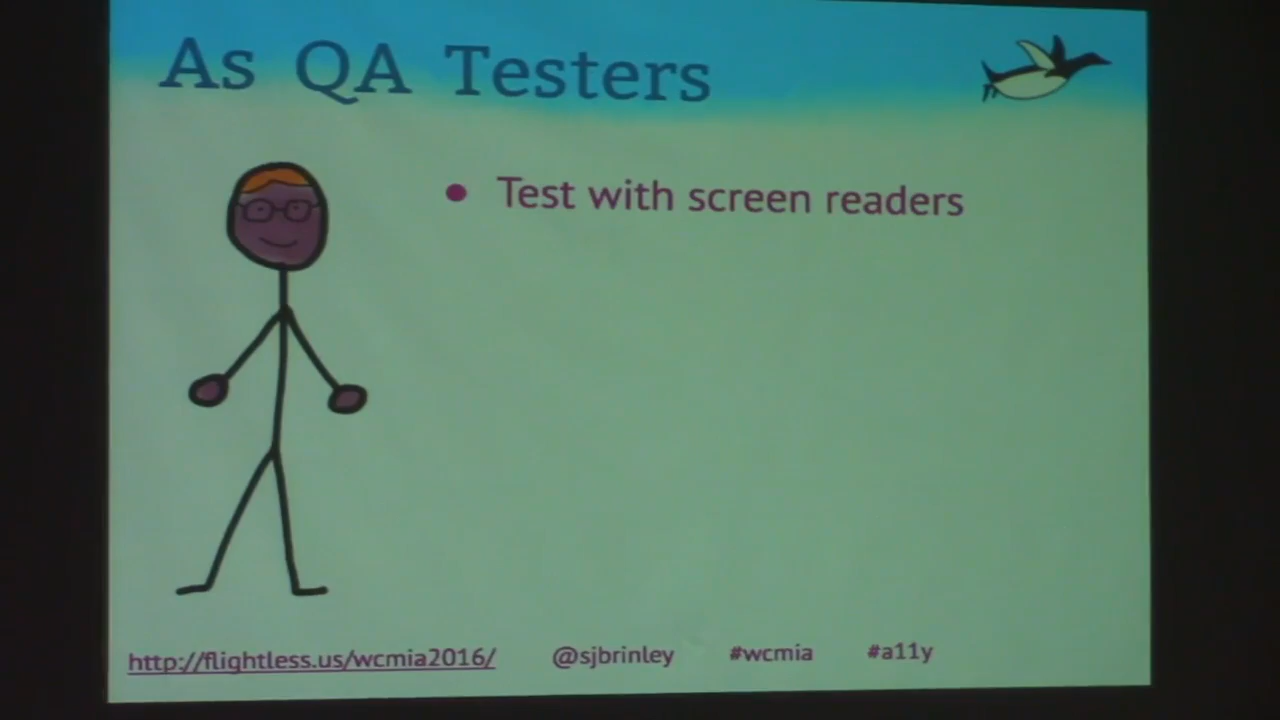 As QA Testers
• Test with screen readers
http://flightless.us/wcmia2016/ @sjbrinley #wcmia #a11y